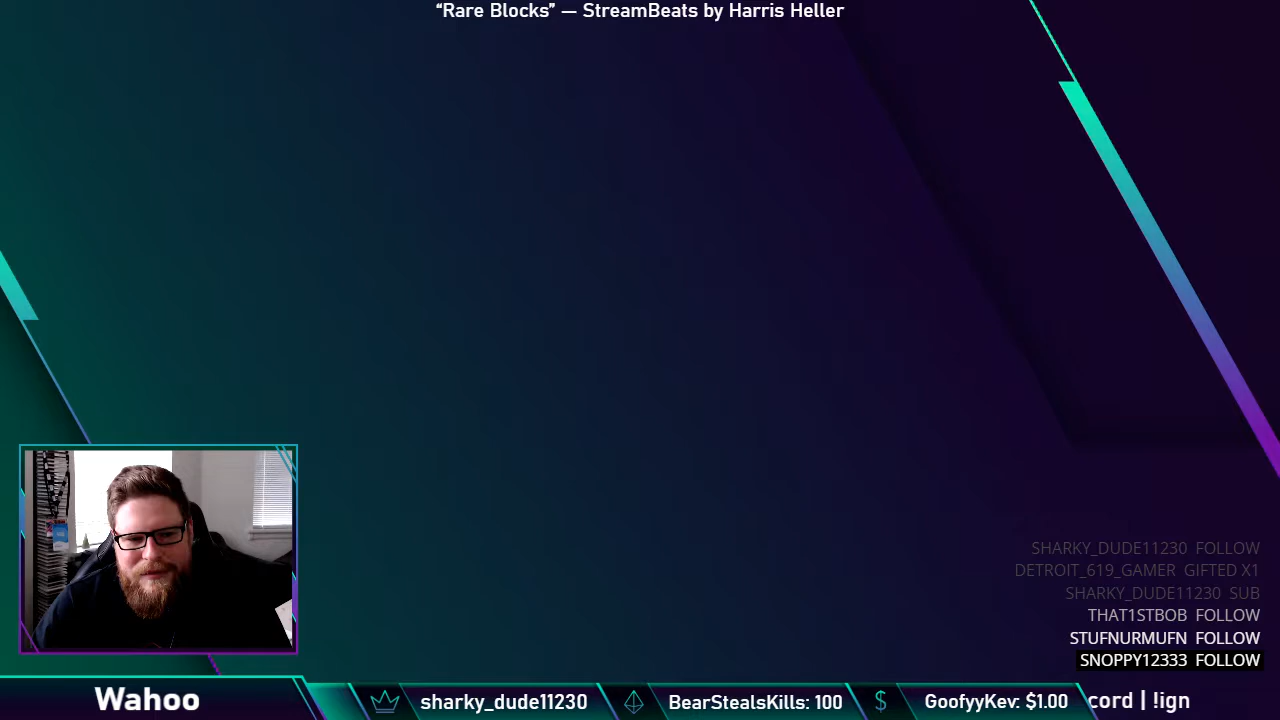 “Rare Blocks” — StreamBeats by Harris Heller
SHARKY_DUDE11230 FOLLOW
DETROIT_619_GAMER GIFTED X1
SHARKY_DUDE11230 SUB
THAT1STBOB FOLLOW
STUFNURMUFN FOLLOW
SNOPPY12333 FOLLOW
Wahoo
sharky_dude11230
BearStealsKills: 100
$
GoofyyKev: $1.00
cord | !ign